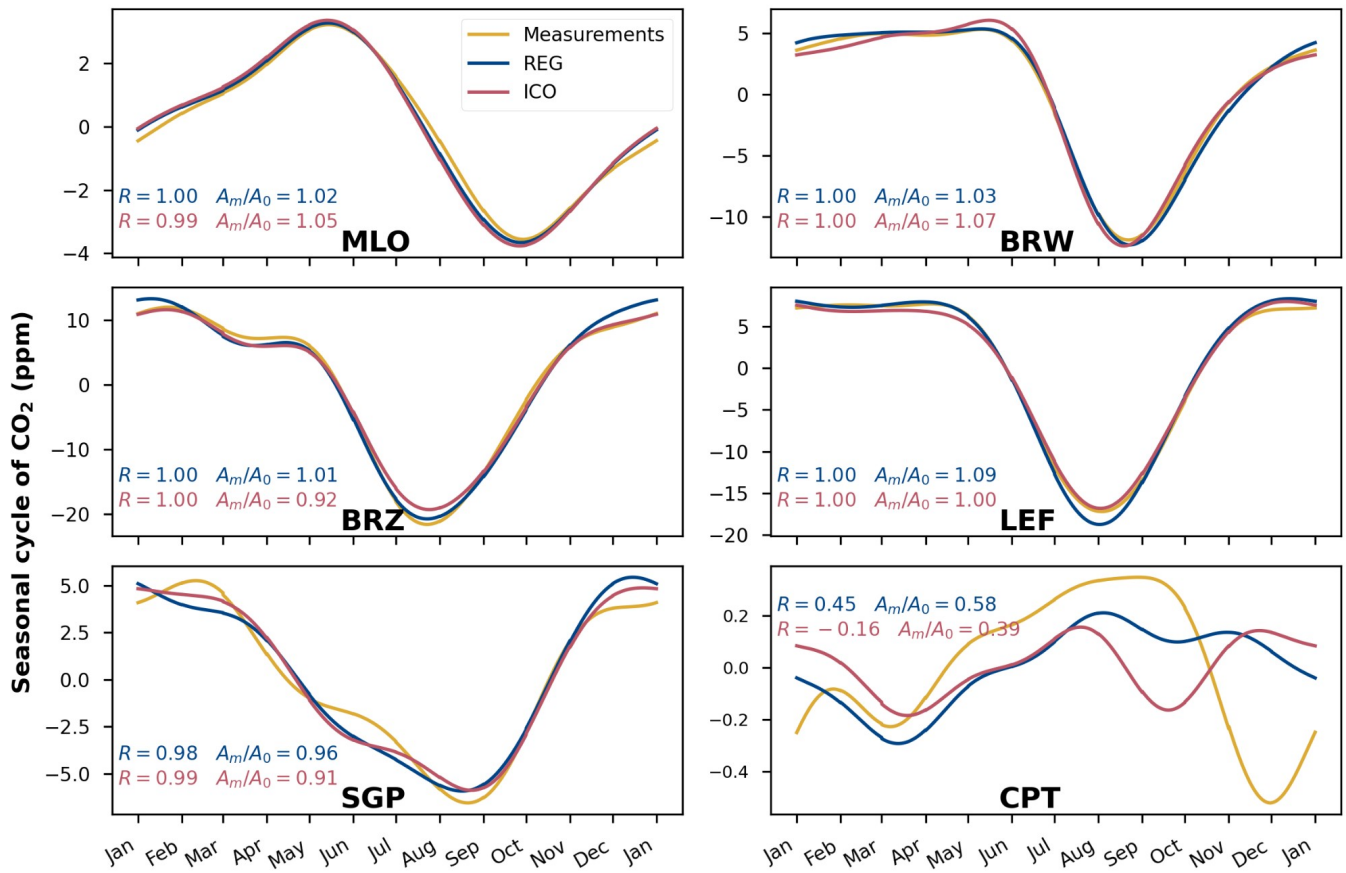 Seasonal cycle of CO₂ (ppm)
2
0
−2
−4
Measurements
REG
ICO
R = 1.00 Aₘ/A₀ = 1.02
R = 0.99 Aₘ/A₀ = 1.05
MLO
5
0
−5
−10
R = 1.00 Aₘ/A₀ = 1.03
R = 1.00 Aₘ/A₀ = 1.07
BRW
10
0
−10
−20
R = 1.00 Aₘ/A₀ = 1.01
R = 1.00 Aₘ/A₀ = 0.92
BRZ
5
0
−5
−10
−15
−20
R = 1.00 Aₘ/A₀ = 1.09
R = 1.00 Aₘ/A₀ = 1.00
LEF
5.0
2.5
0.0
−2.5
−5.0
R = 0.98 Aₘ/A₀ = 0.96
R = 0.99 Aₘ/A₀ = 0.91
SGP
Jan Feb Mar Apr May Jun Jul Aug Sep Oct Nov Dec Jan
0.2
0.0
−0.2
−0.4
R = 0.45 Aₘ/A₀ = 0.58
R = −0.16 Aₘ/A₀ = 0.39
CPT
Jan Feb Mar Apr May Jun Jul Aug Sep Oct Nov Dec Jan